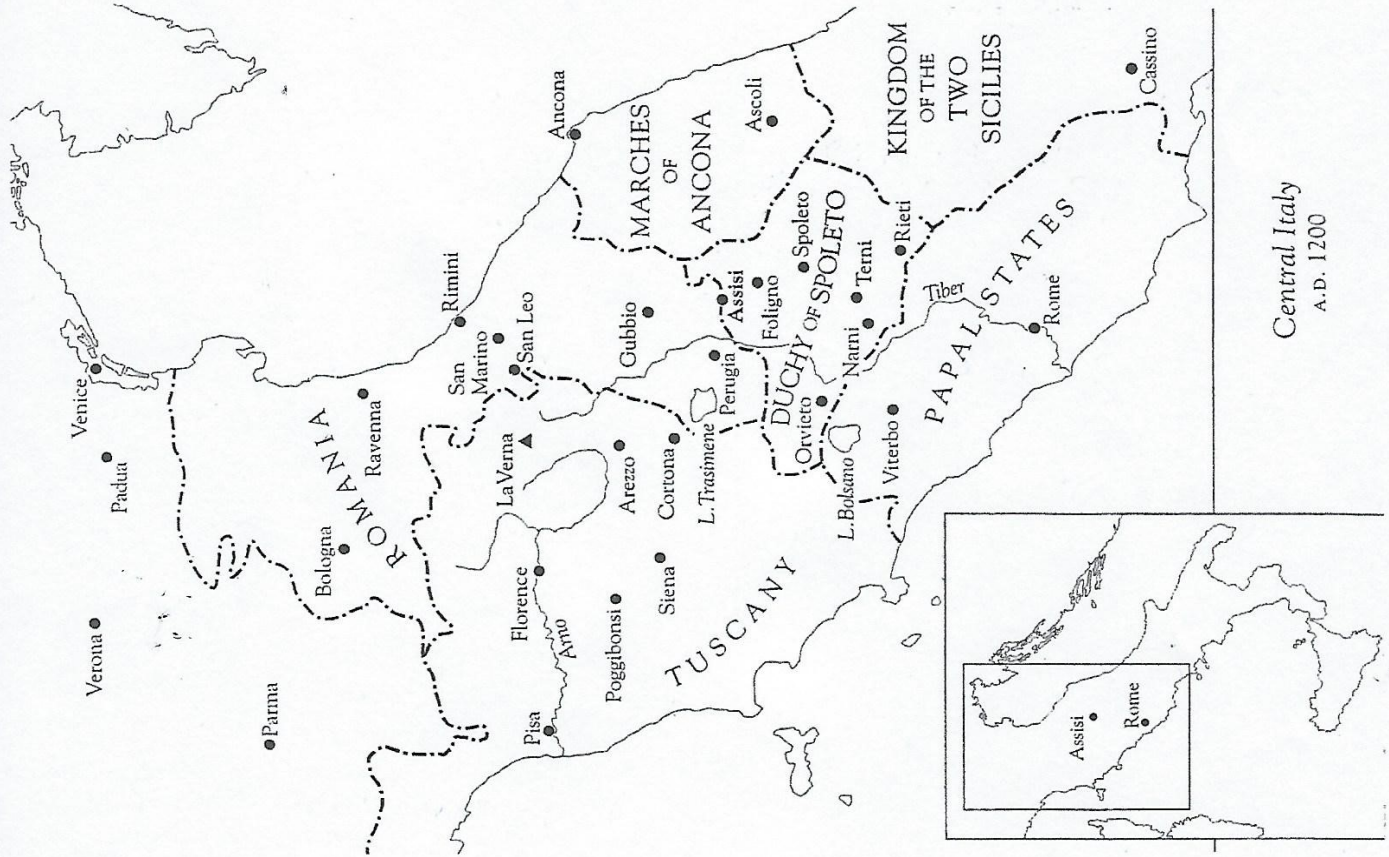 Verona
Padua
Venice
Parma
Bologna
ROMANIA
Ravenna
Rimini
San
Marino
San Leo
La Verna
Florence
Pisa
Arno
Poggibonsi
Siena
Arezzo
Cortona
L. Trasimene
TUSCANY
Gubbio
Perugia
Assisi
Foligno
Ancona
MARCHES
OF
ANCONA
Ascoli
DUCHY OF SPOLETO
Spoleto
Orvieto
Terni
Narni
Rieti
L. Bolsano
Viterbo
Tiber
Rome
PAPAL STATES
KINGDOM
OF THE
TWO
SICILIES
Cassino
Assisi
Rome
Central Italy
A.D. 1200